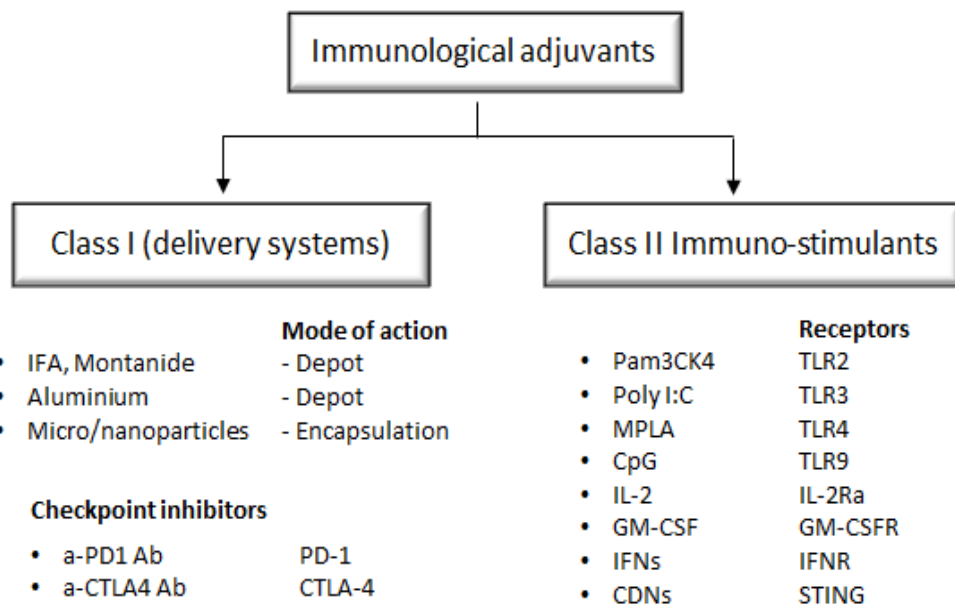 Immunological adjuvants
Class I (delivery systems)
Mode of action
• IFA, Montanide - Depot
• Aluminium - Depot
• Micro/nanoparticles - Encapsulation
Checkpoint inhibitors
• a-PD1 Ab PD-1
• a-CTLA4 Ab CTLA-4
Class II Immuno-stimulants
Receptors
• Pam3CK4 TLR2
• Poly I:C TLR3
• MPLA TLR4
• CpG TLR9
• IL-2 IL-2Ra
• GM-CSF GM-CSFR
• IFNs IFNR
• CDNs STING